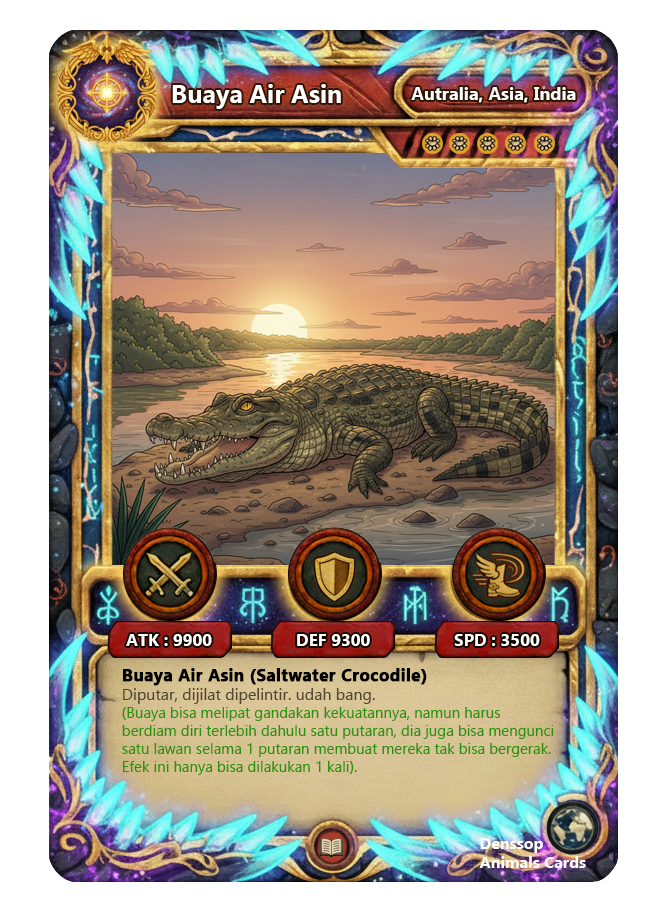 Buaya Air Asin
Autralia, Asia, India
ATK : 9900
DEF 9300
SPD : 3500
Buaya Air Asin (Saltwater Crocodile)
Diputar, dijilat dipelintir. udah bang.
(Buaya bisa melipat gandakan kekuatannya, namun harus
berdiam diri terlebih dahulu satu putaran, dia juga bisa mengunci
satu lawan selama 1 putaran membuat mereka tak bisa bergerak.
Efek ini hanya bisa dilakukan 1 kali).
Denssop
Animals Cards